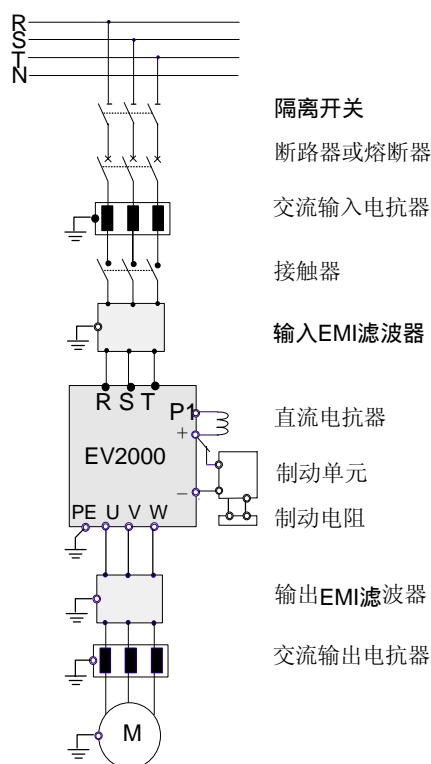 R
S
T
N
隔离开关
断路器或熔断器
交流输入电抗器
接触器
输入EMI滤波器
R S T
P1
直流电抗器
+
EV2000
制动单元
−
PE U V W
制动电阻
输出EMI滤波器
交流输出电抗器
M